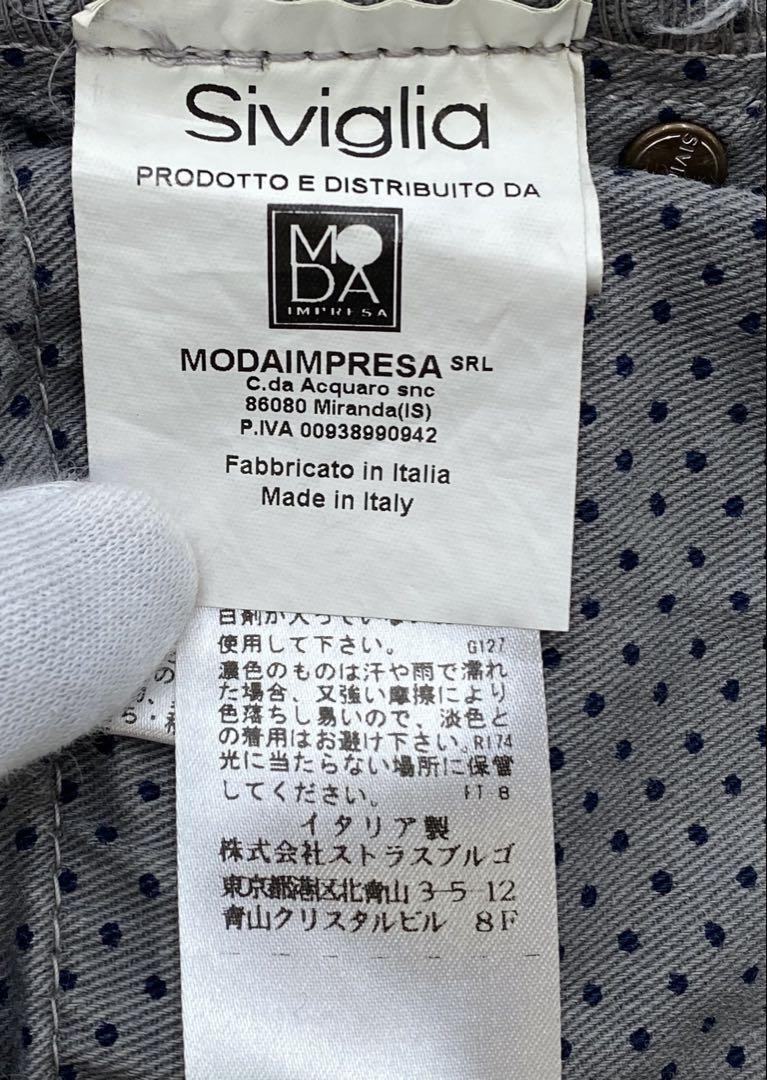 Siviglia
PRODOTTO E DISTRIBUITO DA
MODA
IMPRESA
MODAIMPRESA SRL
C.da Acquaro snc
86080 Miranda(IS)
P.IVA 00938990942
Fabbricato in Italia
Made in Italy
使用して下さい。 G127
濃色のものは汗や雨で濡れ
た場合、又強い摩擦により
色落ちし易いので、淡色と
の着用はお避け下さい。R174
光に当たらない場所に保管
してください。
イタリア製
株式会社ストラスブルゴ
東京都港区北青山 3-5-12
青山クリスタルビル 8F